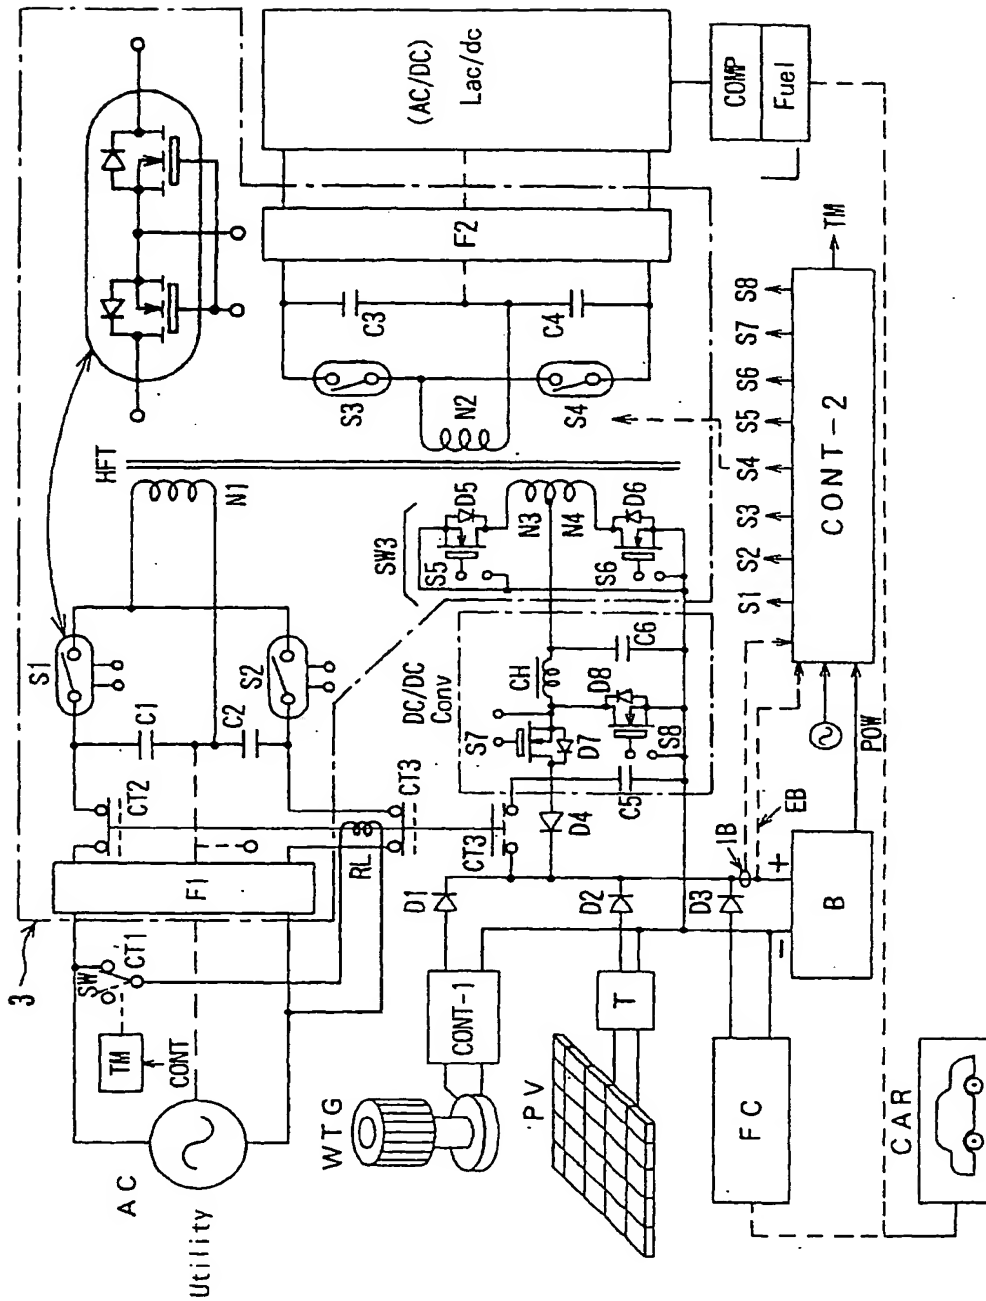 3
AC
Utility
TM
CONT
SW
CT1
F1
CT2
C1
C2
S1
S2
RL
CT3
HFT
N1
N2
S3
S4
C3
C4
F2
(AC/DC)
Lac/dc
COMP
Fuel
SW3
S5
D5
N3
N4
S6
D6
DC/DC
Conv
CH
C6
S7
D7
D8
S8
C5
CT3
D4
WTG
CONT-1
D1
PV
T
D2
D3
FC
CAR
IB
EB
+
-
B
POW
CONT-2
S1
S2
S3
S4
S5
S6
S7
S8
TM